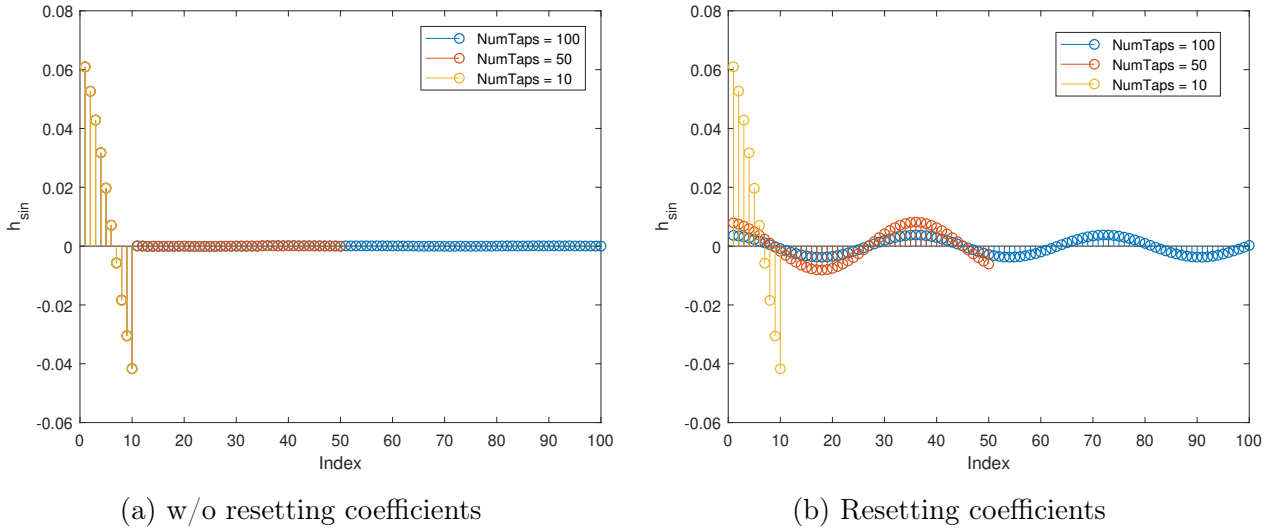 0.08
0.06
0.04
0.02
0
-0.02
-0.04
-0.06
h_sin
0 10 20 30 40 50 60 70 80 90 100
Index
NumTaps = 100
NumTaps = 50
NumTaps = 10
(a) w/o resetting coefficients
0.08
0.06
0.04
0.02
0
-0.02
-0.04
-0.06
h_sin
0 10 20 30 40 50 60 70 80 90 100
Index
NumTaps = 100
NumTaps = 50
NumTaps = 10
(b) Resetting coefficients